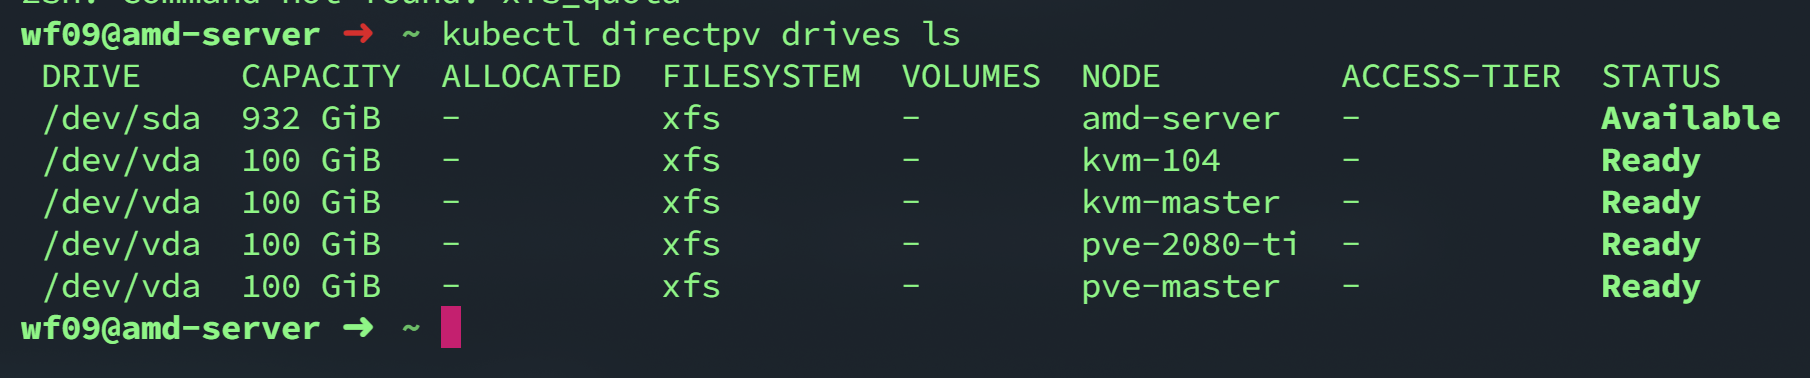 zsh: command not found: xfs_quota
wf09@amd-server ➜ ~ kubectl directpv drives ls
DRIVE CAPACITY ALLOCATED FILESYSTEM VOLUMES NODE ACCESS-TIER STATUS
/dev/sda 932 GiB - xfs - amd-server - Available
/dev/vda 100 GiB - xfs - kvm-104 - Ready
/dev/vda 100 GiB - xfs - kvm-master - Ready
/dev/vda 100 GiB - xfs - pve-2080-ti - Ready
/dev/vda 100 GiB - xfs - pve-master - Ready
wf09@amd-server ➜ ~